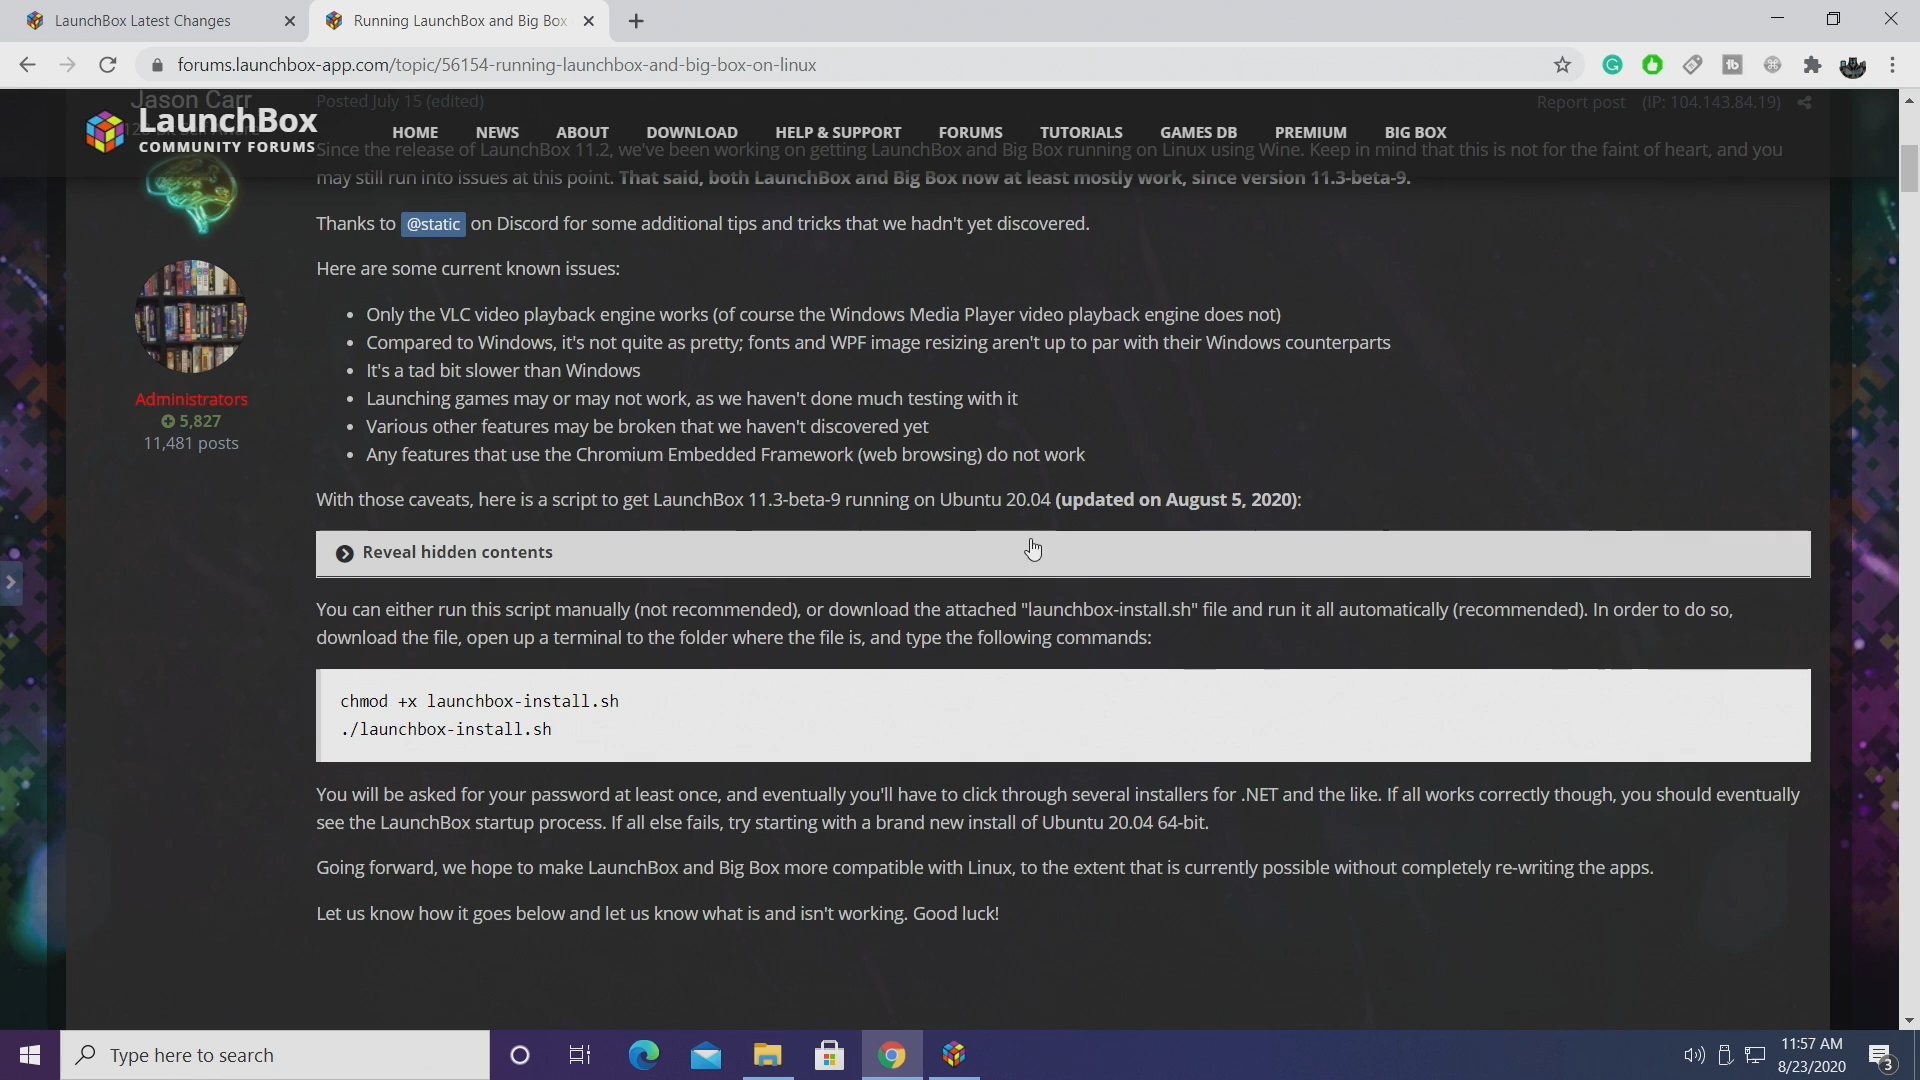 LaunchBox Latest Changes
Running LaunchBox and Big Box
forums.launchbox-app.com/topic/56154-running-launchbox-and-big-box-on-linux
Jason Carr
Posted July 15 (edited)
Report post (IP: 104.143.84.19)
LaunchBox
COMMUNITY FORUMS
HOME NEWS ABOUT DOWNLOAD HELP & SUPPORT FORUMS TUTORIALS GAMES DB PREMIUM BIG BOX
Since the release of LaunchBox 11.2, we've been working on getting LaunchBox and Big Box running on Linux using Wine. Keep in mind that this is not for the faint of heart, and you
may still run into issues at this point. That said, both LaunchBox and Big Box now at least mostly work, since version 11.3-beta-9.
Thanks to @static on Discord for some additional tips and tricks that we hadn't yet discovered.
Here are some current known issues:
• Only the VLC video playback engine works (of course the Windows Media Player video playback engine does not)
• Compared to Windows, it's not quite as pretty; fonts and WPF image resizing aren't up to par with their Windows counterparts
• It's a tad bit slower than Windows
• Launching games may or may not work, as we haven't done much testing with it
• Various other features may be broken that we haven't discovered yet
• Any features that use the Chromium Embedded Framework (web browsing) do not work
Administrators
5,827
11,481 posts
With those caveats, here is a script to get LaunchBox 11.3-beta-9 running on Ubuntu 20.04 (updated on August 5, 2020):
Reveal hidden contents
You can either run this script manually (not recommended), or download the attached "launchbox-install.sh" file and run it all automatically (recommended). In order to do so,
download the file, open up a terminal to the folder where the file is, and type the following commands:
chmod +x launchbox-install.sh
./launchbox-install.sh
You will be asked for your password at least once, and eventually you'll have to click through several installers for .NET and the like. If all works correctly though, you should eventually
see the LaunchBox startup process. If all else fails, try starting with a brand new install of Ubuntu 20.04 64-bit.
Going forward, we hope to make LaunchBox and Big Box more compatible with Linux, to the extent that is currently possible without completely re-writing the apps.
Let us know how it goes below and let us know what is and isn't working. Good luck!
Type here to search
11:57 AM
8/23/2020
3